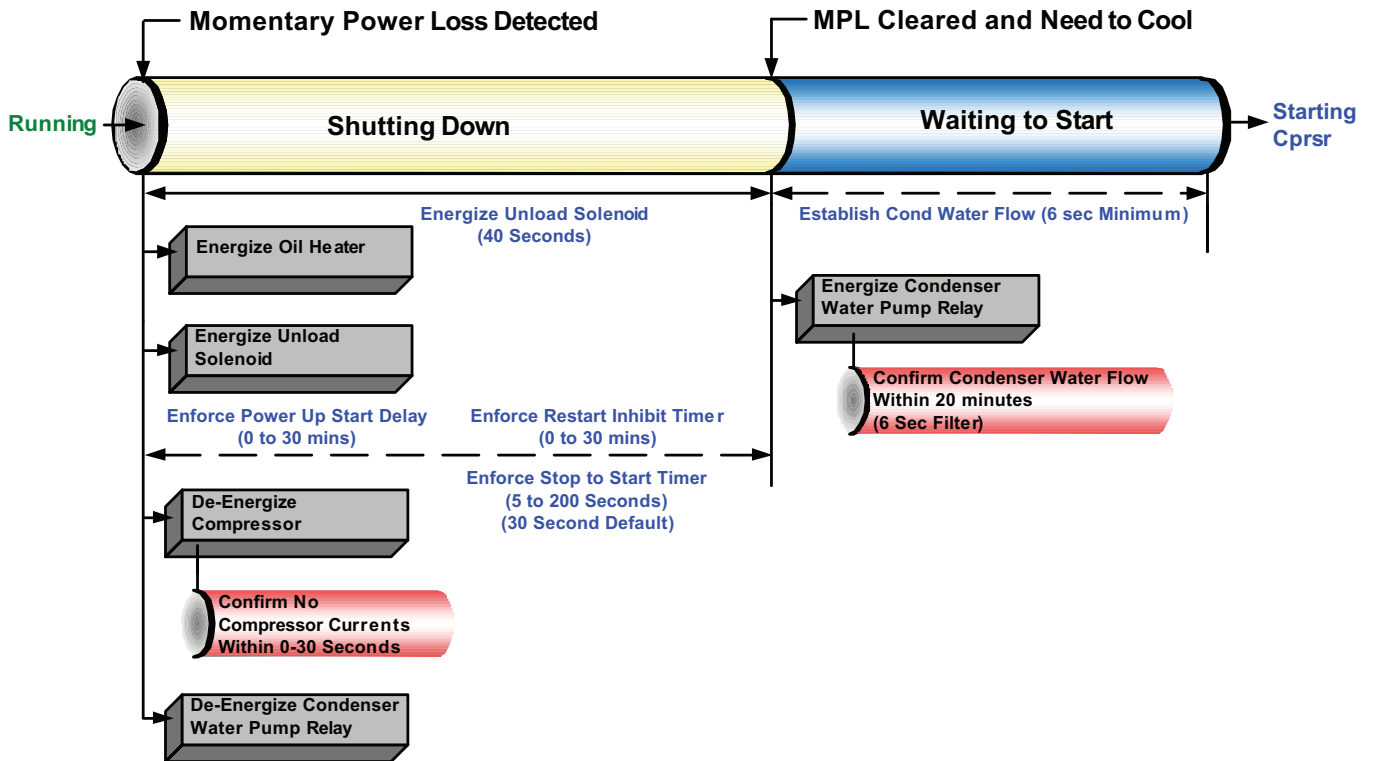 Momentary Power Loss Detected
MPL Cleared and Need to Cool
Running
Shutting Down
Waiting to Start
Starting
Cprsr
Energize Unload Solenoid
(40 Seconds)
Establish Cond Water Flow (6 sec Minimum)
Energize Oil Heater
Energize Condenser
Water Pump Relay
Energize Unload
Solenoid
Confirm Condenser Water Flow
Within 20 minutes
(6 Sec Filter)
Enforce Power Up Start Delay
(0 to 30 mins)
Enforce Restart Inhibit Timer
(0 to 30 mins)
Enforce Stop to Start Timer
(5 to 200 Seconds)
(30 Second Default)
De-Energize
Compressor
Confirm No
Compressor Currents
Within 0-30 Seconds
De-Energize Condenser
Water Pump Relay